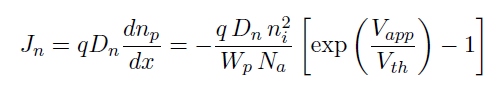 $J_n = qD_n \frac{dn_p}{dx} = -\frac{q\,D_n\,n_i^2}{W_p\,N_a} \left[ \exp\left( \frac{V_{app}}{V_{th}} \right) - 1 \right]$